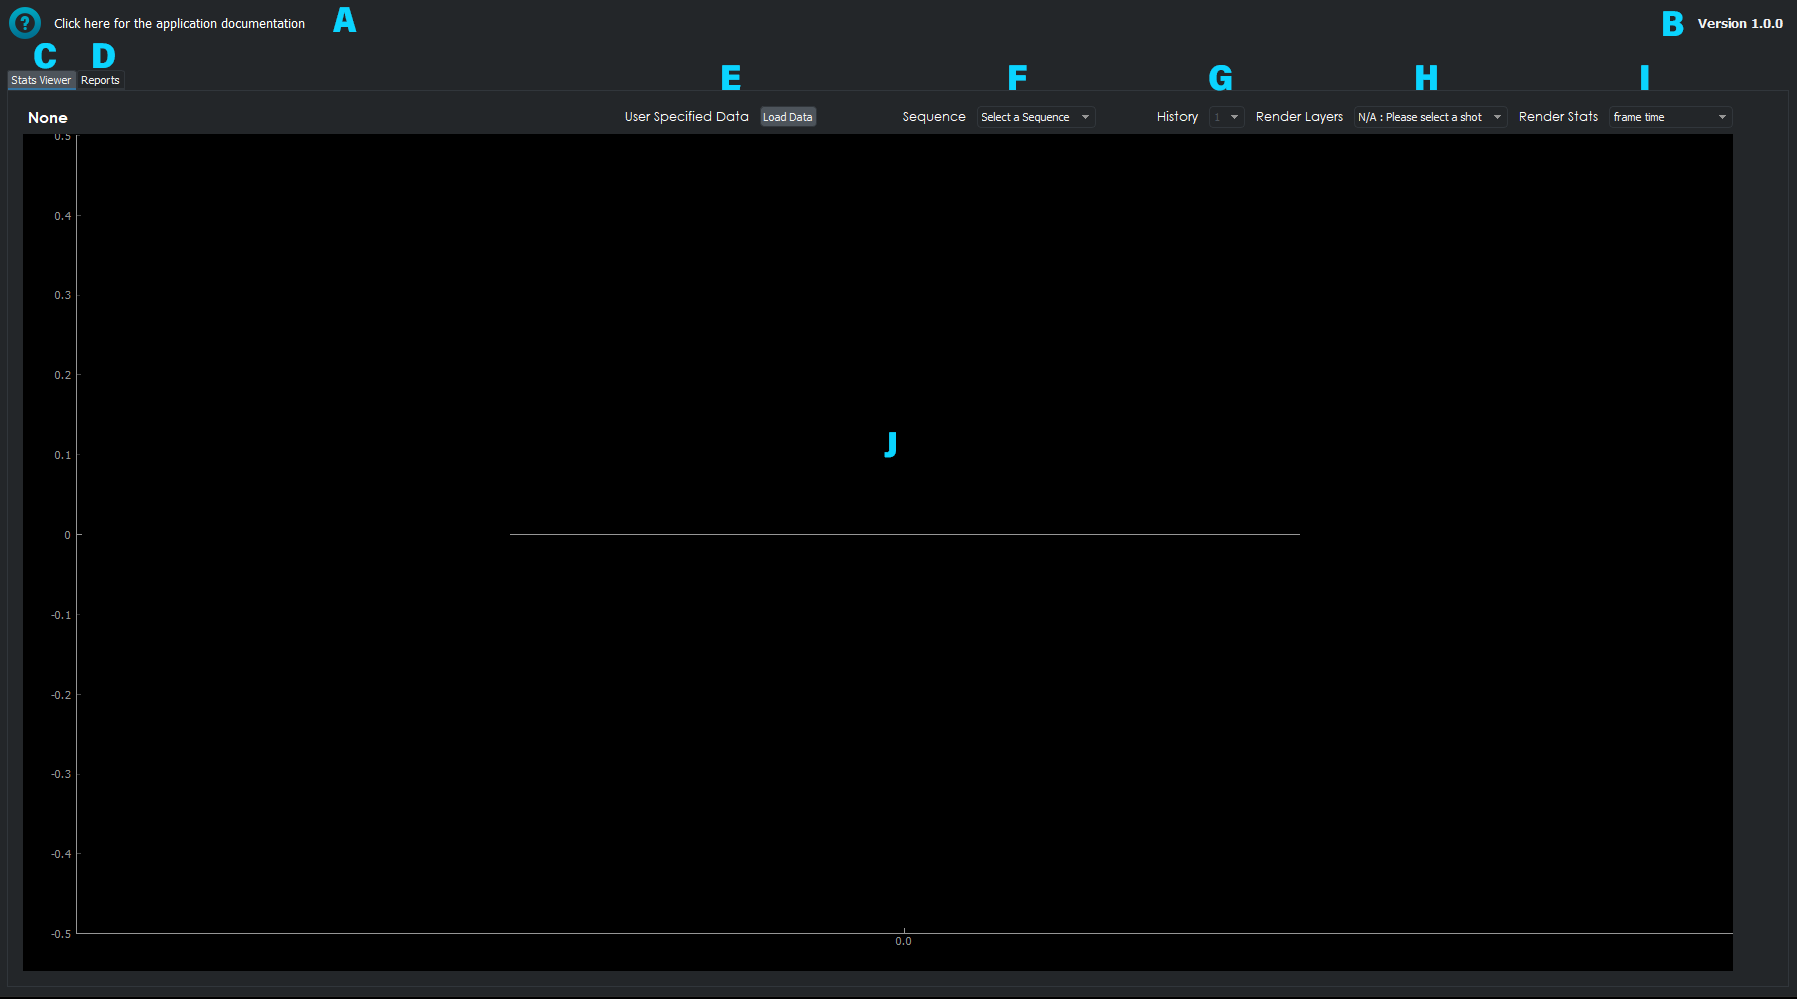 ? Click here for the application documentation A B Version 1.0.0
C D
Stats Viewer Reports E F G H I
None User Specified Data Load Data Sequence Select a Sequence History 1 Render Layers N/A : Please select a shot Render Stats frame time
0.5
0.4
0.3
0.2
0.1
J
0
-0.1
-0.2
-0.3
-0.4
-0.5
0.0